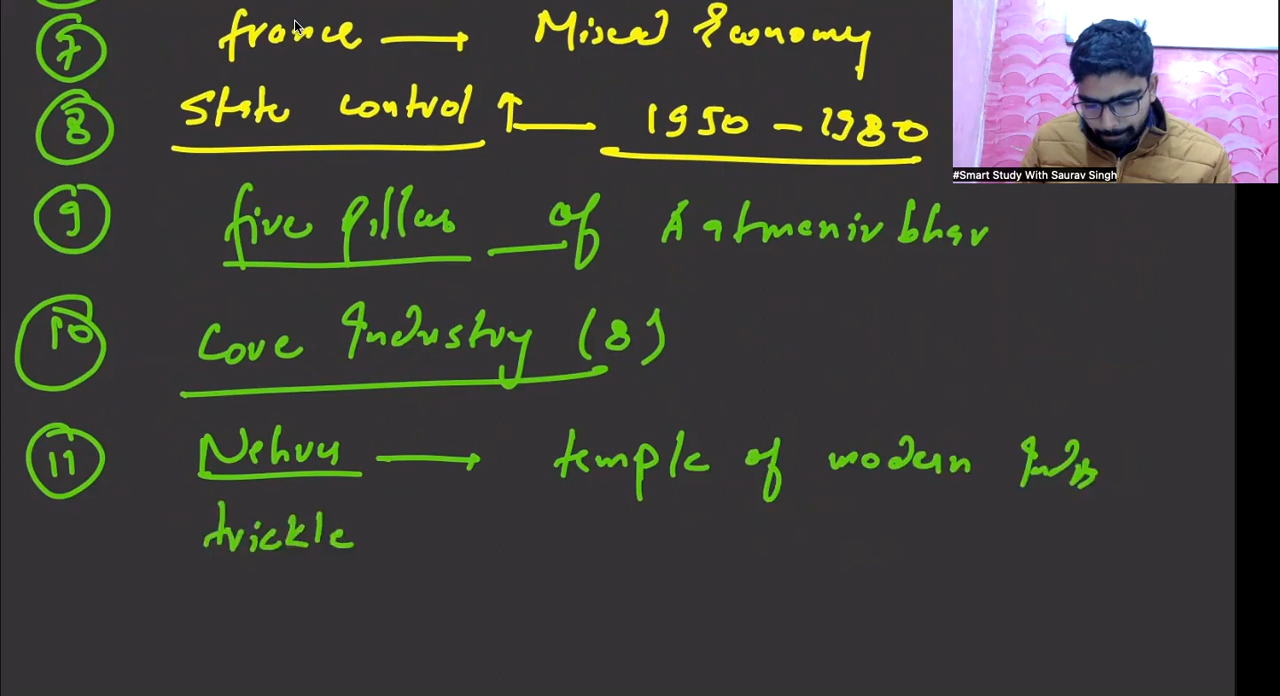 7 france → Mixed Economy
8 State control ↑ — 1950 - 1980
#Smart Study With Saurav Singh
9 five pillars — of Aatmanirbhar
10 Core Industry (8)
11 Nehru → temple of modern India
trickle